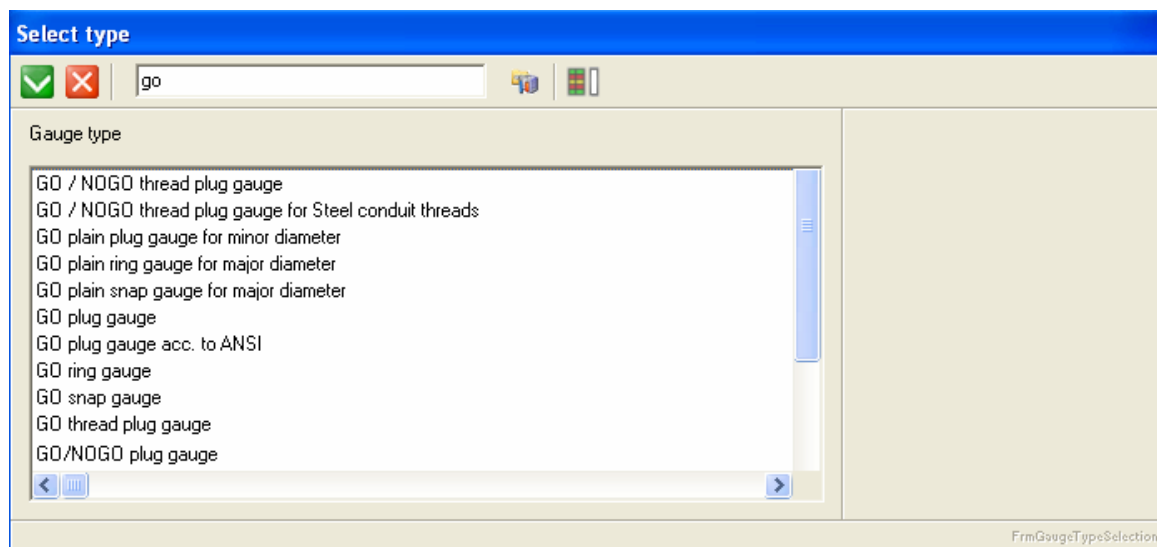 Select type
go
Gauge type
GO / NOGO thread plug gauge
GO / NOGO thread plug gauge for Steel conduit threads
GO plain plug gauge for minor diameter
GO plain ring gauge for major diameter
GO plain snap gauge for major diameter
GO plug gauge
GO plug gauge acc. to ANSI
GO ring gauge
GO snap gauge
GO thread plug gauge
GO/NOGO plug gauge
FrmGaugeTypeSelection